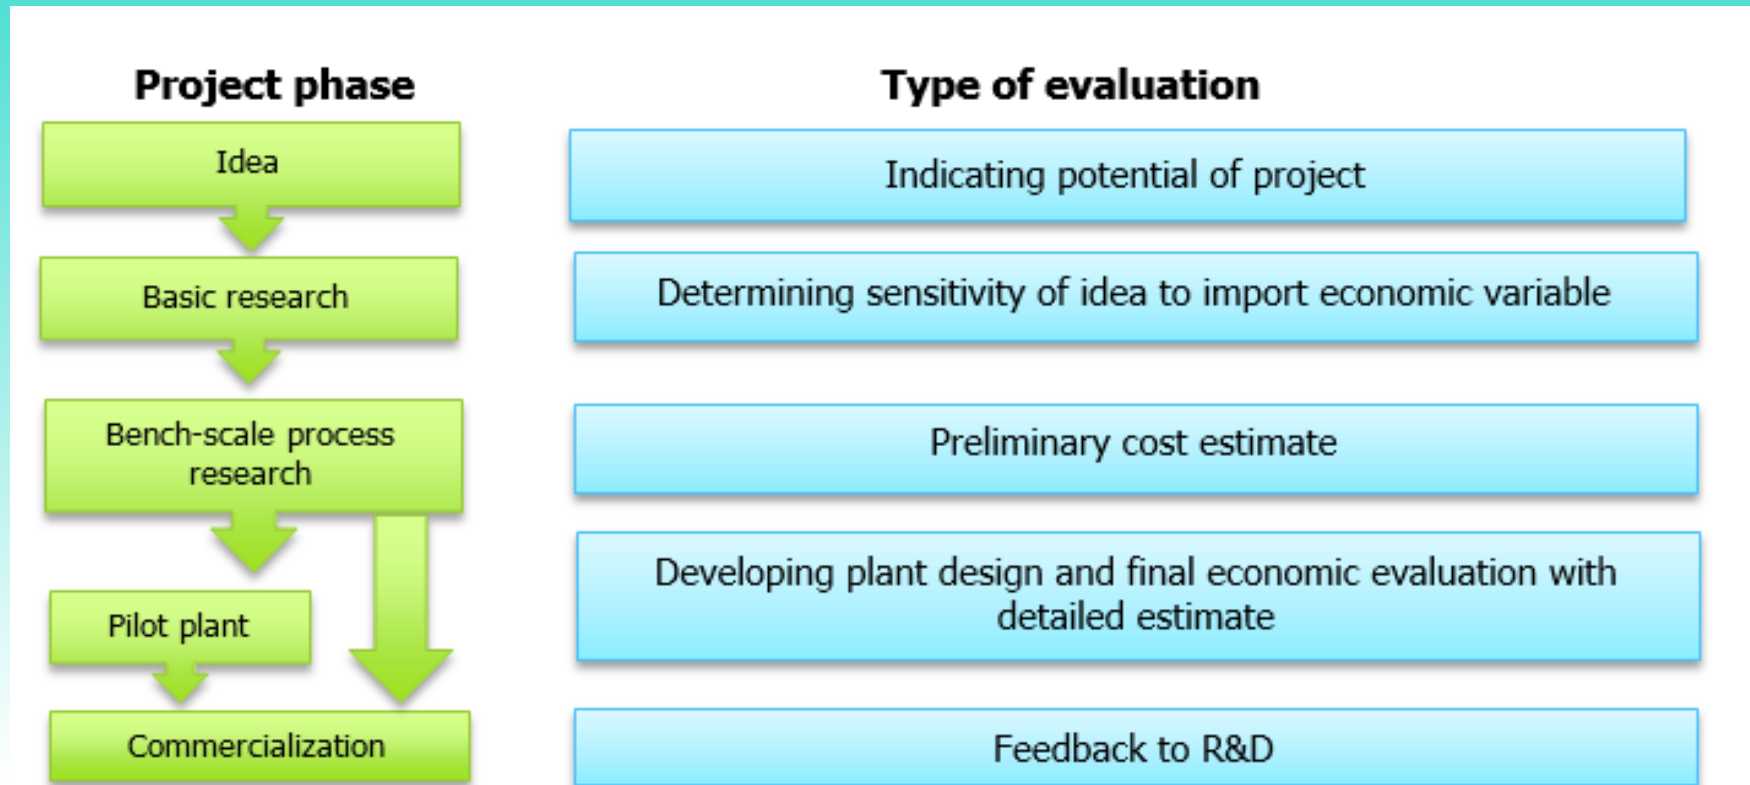 Project phase
Type of evaluation
Idea
Indicating potential of project
Basic research
Determining sensitivity of idea to import economic variable
Bench-scale process
research
Preliminary cost estimate
Pilot plant
Developing plant design and final economic evaluation with
detailed estimate
Commercialization
Feedback to R&D